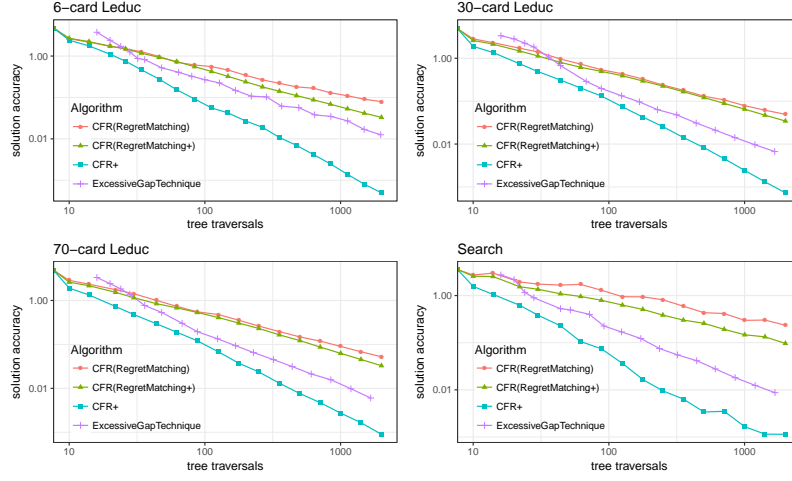 6−card Leduc
solution accuracy
1.00
0.01
Algorithm
CFR(RegretMatching)
CFR(RegretMatching+)
CFR+
ExcessiveGapTechnique
10 100 1000
tree traversals
30−card Leduc
solution accuracy
1.00
0.01
Algorithm
CFR(RegretMatching)
CFR(RegretMatching+)
CFR+
ExcessiveGapTechnique
10 100 1000
tree traversals
70−card Leduc
solution accuracy
1.00
0.01
Algorithm
CFR(RegretMatching)
CFR(RegretMatching+)
CFR+
ExcessiveGapTechnique
10 100 1000
tree traversals
Search
solution accuracy
1.00
0.01
Algorithm
CFR(RegretMatching)
CFR(RegretMatching+)
CFR+
ExcessiveGapTechnique
10 100 1000
tree traversals